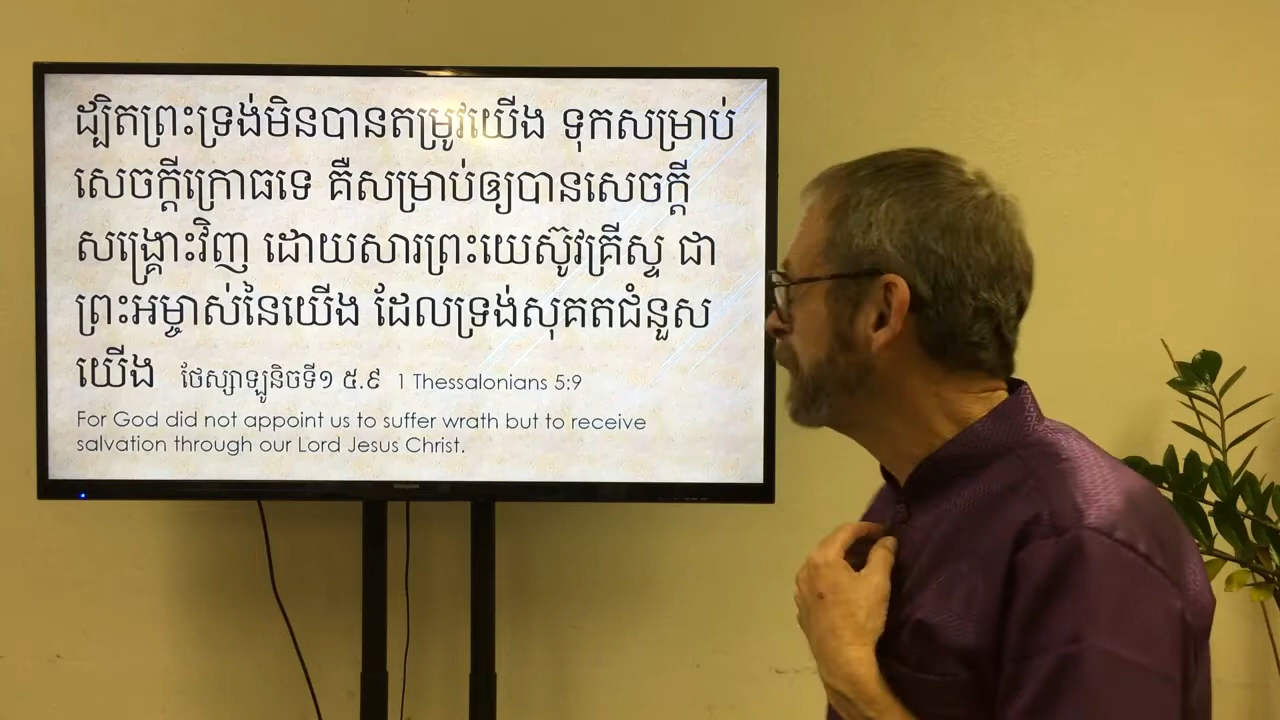 ដ្បិតព្រះទ្រង់មិនបានតម្រូវយើង ទុកសម្រាប់
សេចក្ដីក្រោធទេ គឺសម្រាប់ឲ្យបានសេចក្ដី
សង្គ្រោះវិញ ដោយសារព្រះយេស៊ូវគ្រីស្ទ ជា
ព្រះអម្ចាស់នៃយើង ដែលទ្រង់សុគតជំនួស
យើង ថែស្សាឡូនិចទី១ ៥.៩ 1 Thessalonians 5:9
For God did not appoint us to suffer wrath but to receive
salvation through our Lord Jesus Christ.